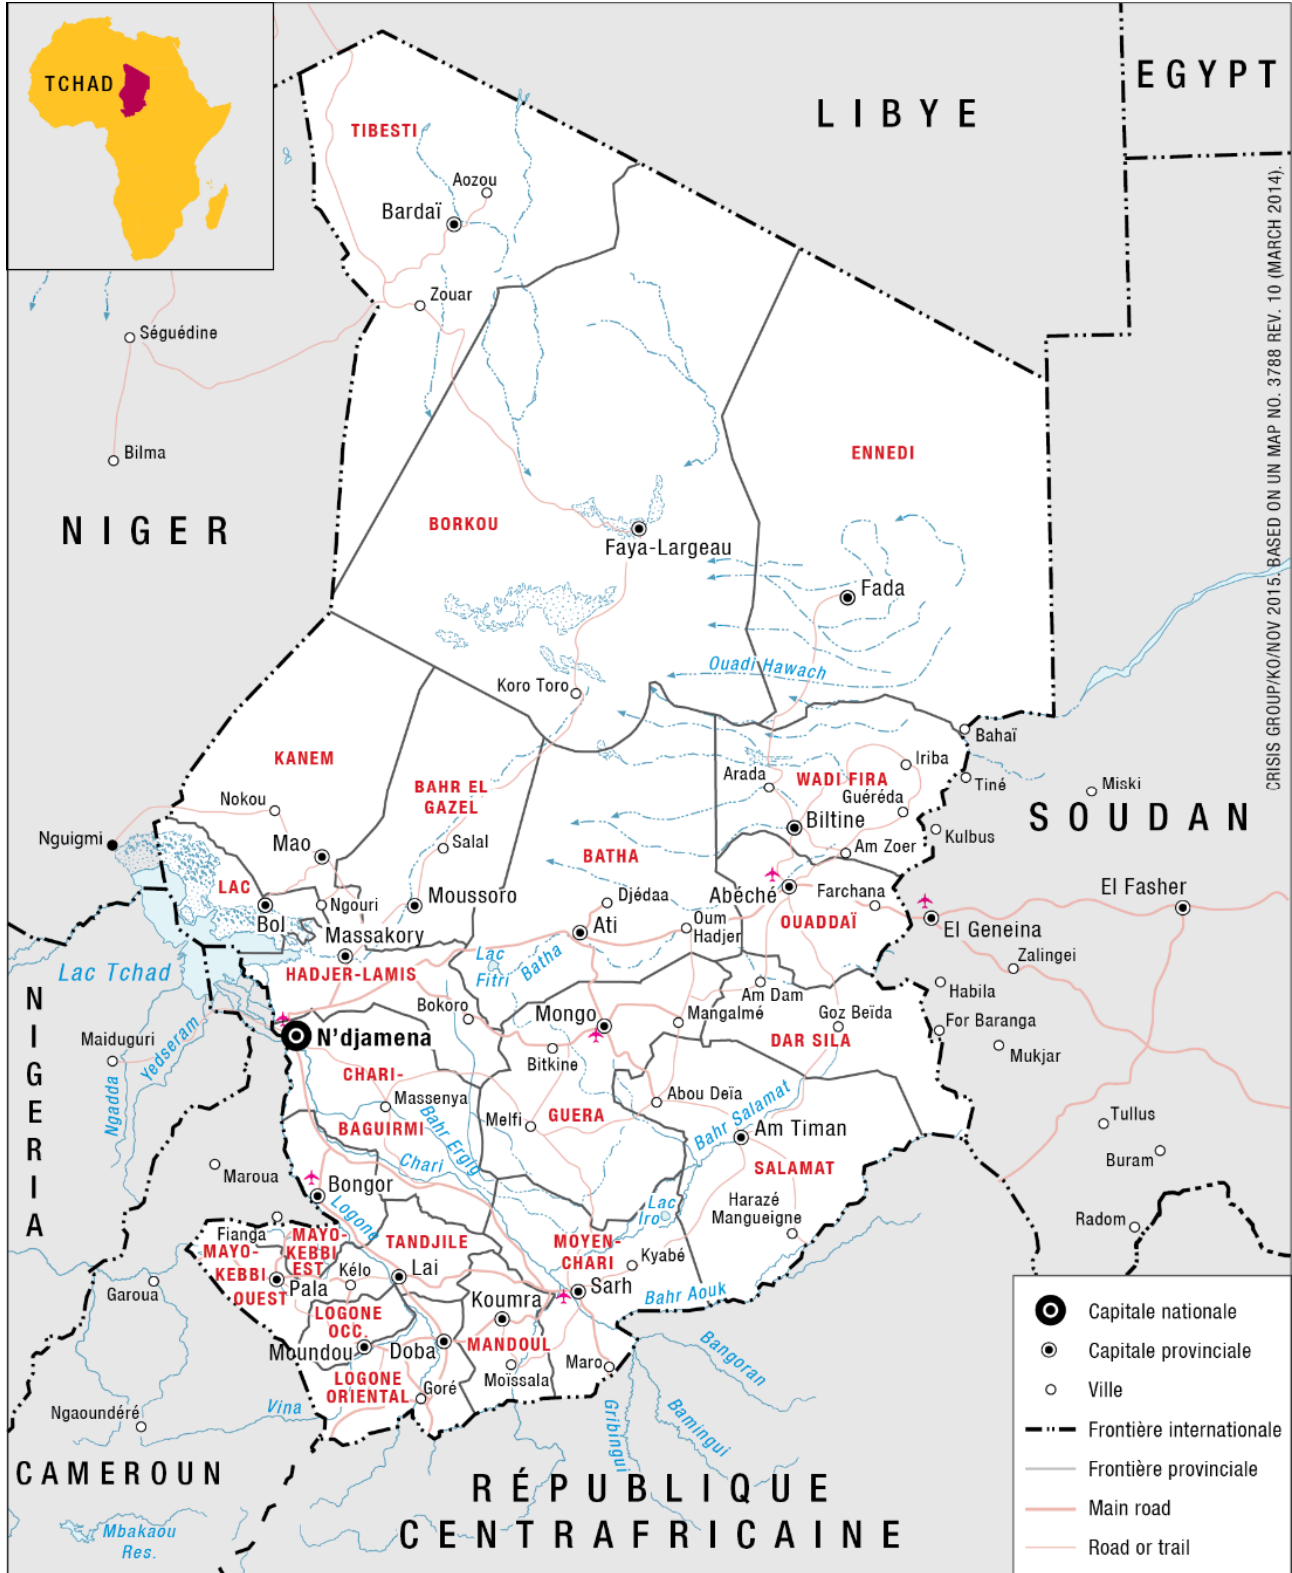 TCHAD
LIBYE
EGYPT
TIBESTI
Aozou
Bardaï
Zouar
Séguédine
Bilma
NIGER
ENNEDI
BORKOU
Faya-Largeau
Fada
Ouadi Hawach
Koro Toro
KANEM
BAHR EL
GAZEL
Nokou
Nguigmi
Mao
Salal
LAC
Bol
Ngouri
Moussoro
Massakory
HADJER-LAMIS
Lac Tchad
BATHA
Djédaa
Ati
Oum
Hadjer
Lac
Fitri
Batha
Arada
WADI FIRA
Iriba
Guéréda
Biltine
Am Zoer
Bahaï
Tiné
Kulbus
Miski
SOUDAN
Abéché
Farchana
OUADDAÏ
El Geneina
El Fasher
Zalingei
Habila
For Baranga
Mukjar
Am Dam
Goz Beïda
DAR SILA
Mangalmé
Mongo
Bokoro
Bitkine
N'djamena
NIGERIA
Maiduguri
Yedseram
Ngadda
CHARI-
BAGUIRMI
Massenya
Bahr Ergig
Chari
Melfi
GUERA
Abou Deïa
Bahr Salamat
Am Timan
SALAMAT
Tullus
Buram
Radom
Maroua
Bongor
Logone
Lac
Iro
Harazé
Mangueigne
Fianga
MAYO-
KEBBI
EST
MAYO-
KEBBI
OUEST
Pala
Kélo
TANDJILE
Lai
MOYEN-
CHARI
Kyabé
Sarh
Bahr Aouk
Garoua
LOGONE
OCC.
Moundou
Doba
Koumra
MANDOUL
Moïssala
Maro
LOGONE
ORIENTAL
Goré
Vina
Ngaoundéré
CAMEROUN
Mbakaou
Res.
Bangoran
Bamingui
Gribingui
RÉPUBLIQUE
CENTRAFRICAINE
Capitale nationale
Capitale provinciale
Ville
Frontière internationale
Frontière provinciale
Main road
Road or trail
CRISIS GROUP/KO/NOV 2015. BASED ON UN MAP NO. 3788 REV. 10 (MARCH 2014).